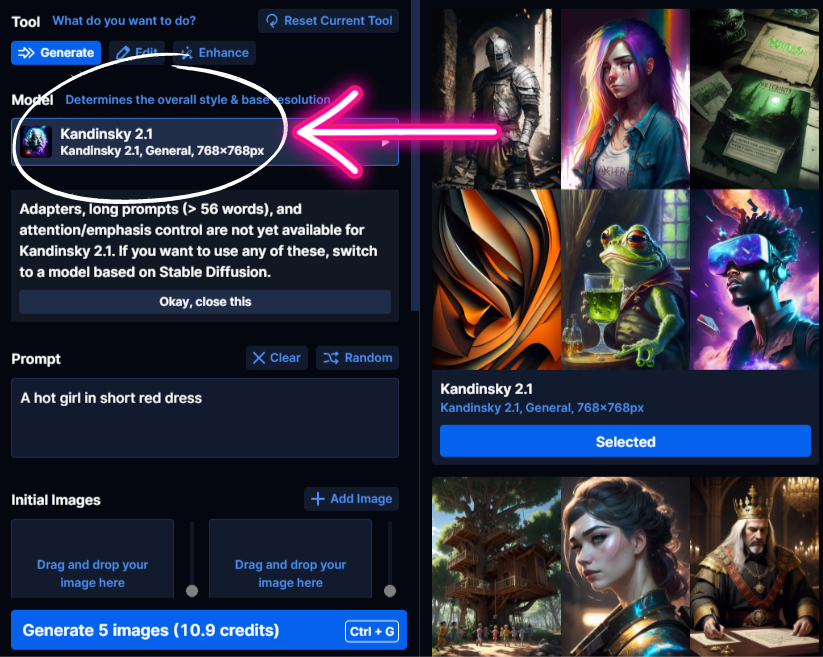 Tool What do you want to do?
Reset Current Tool
Generate
Edit
Enhance
Model Determines the overall style & base resolution
Kandinsky 2.1
Kandinsky 2.1, General, 768×768px
Adapters, long prompts (> 56 words), and
attention/emphasis control are not yet available for
Kandinsky 2.1. If you want to use any of these, switch
to a model based on Stable Diffusion.
Okay, close this
Prompt
Clear
Random
A hot girl in short red dress
Initial Images
Add Image
Drag and drop your
image here
Drag and drop your
image here
Generate 5 images (10.9 credits)
Ctrl + G
Kandinsky 2.1
Kandinsky 2.1, General, 768×768px
Selected